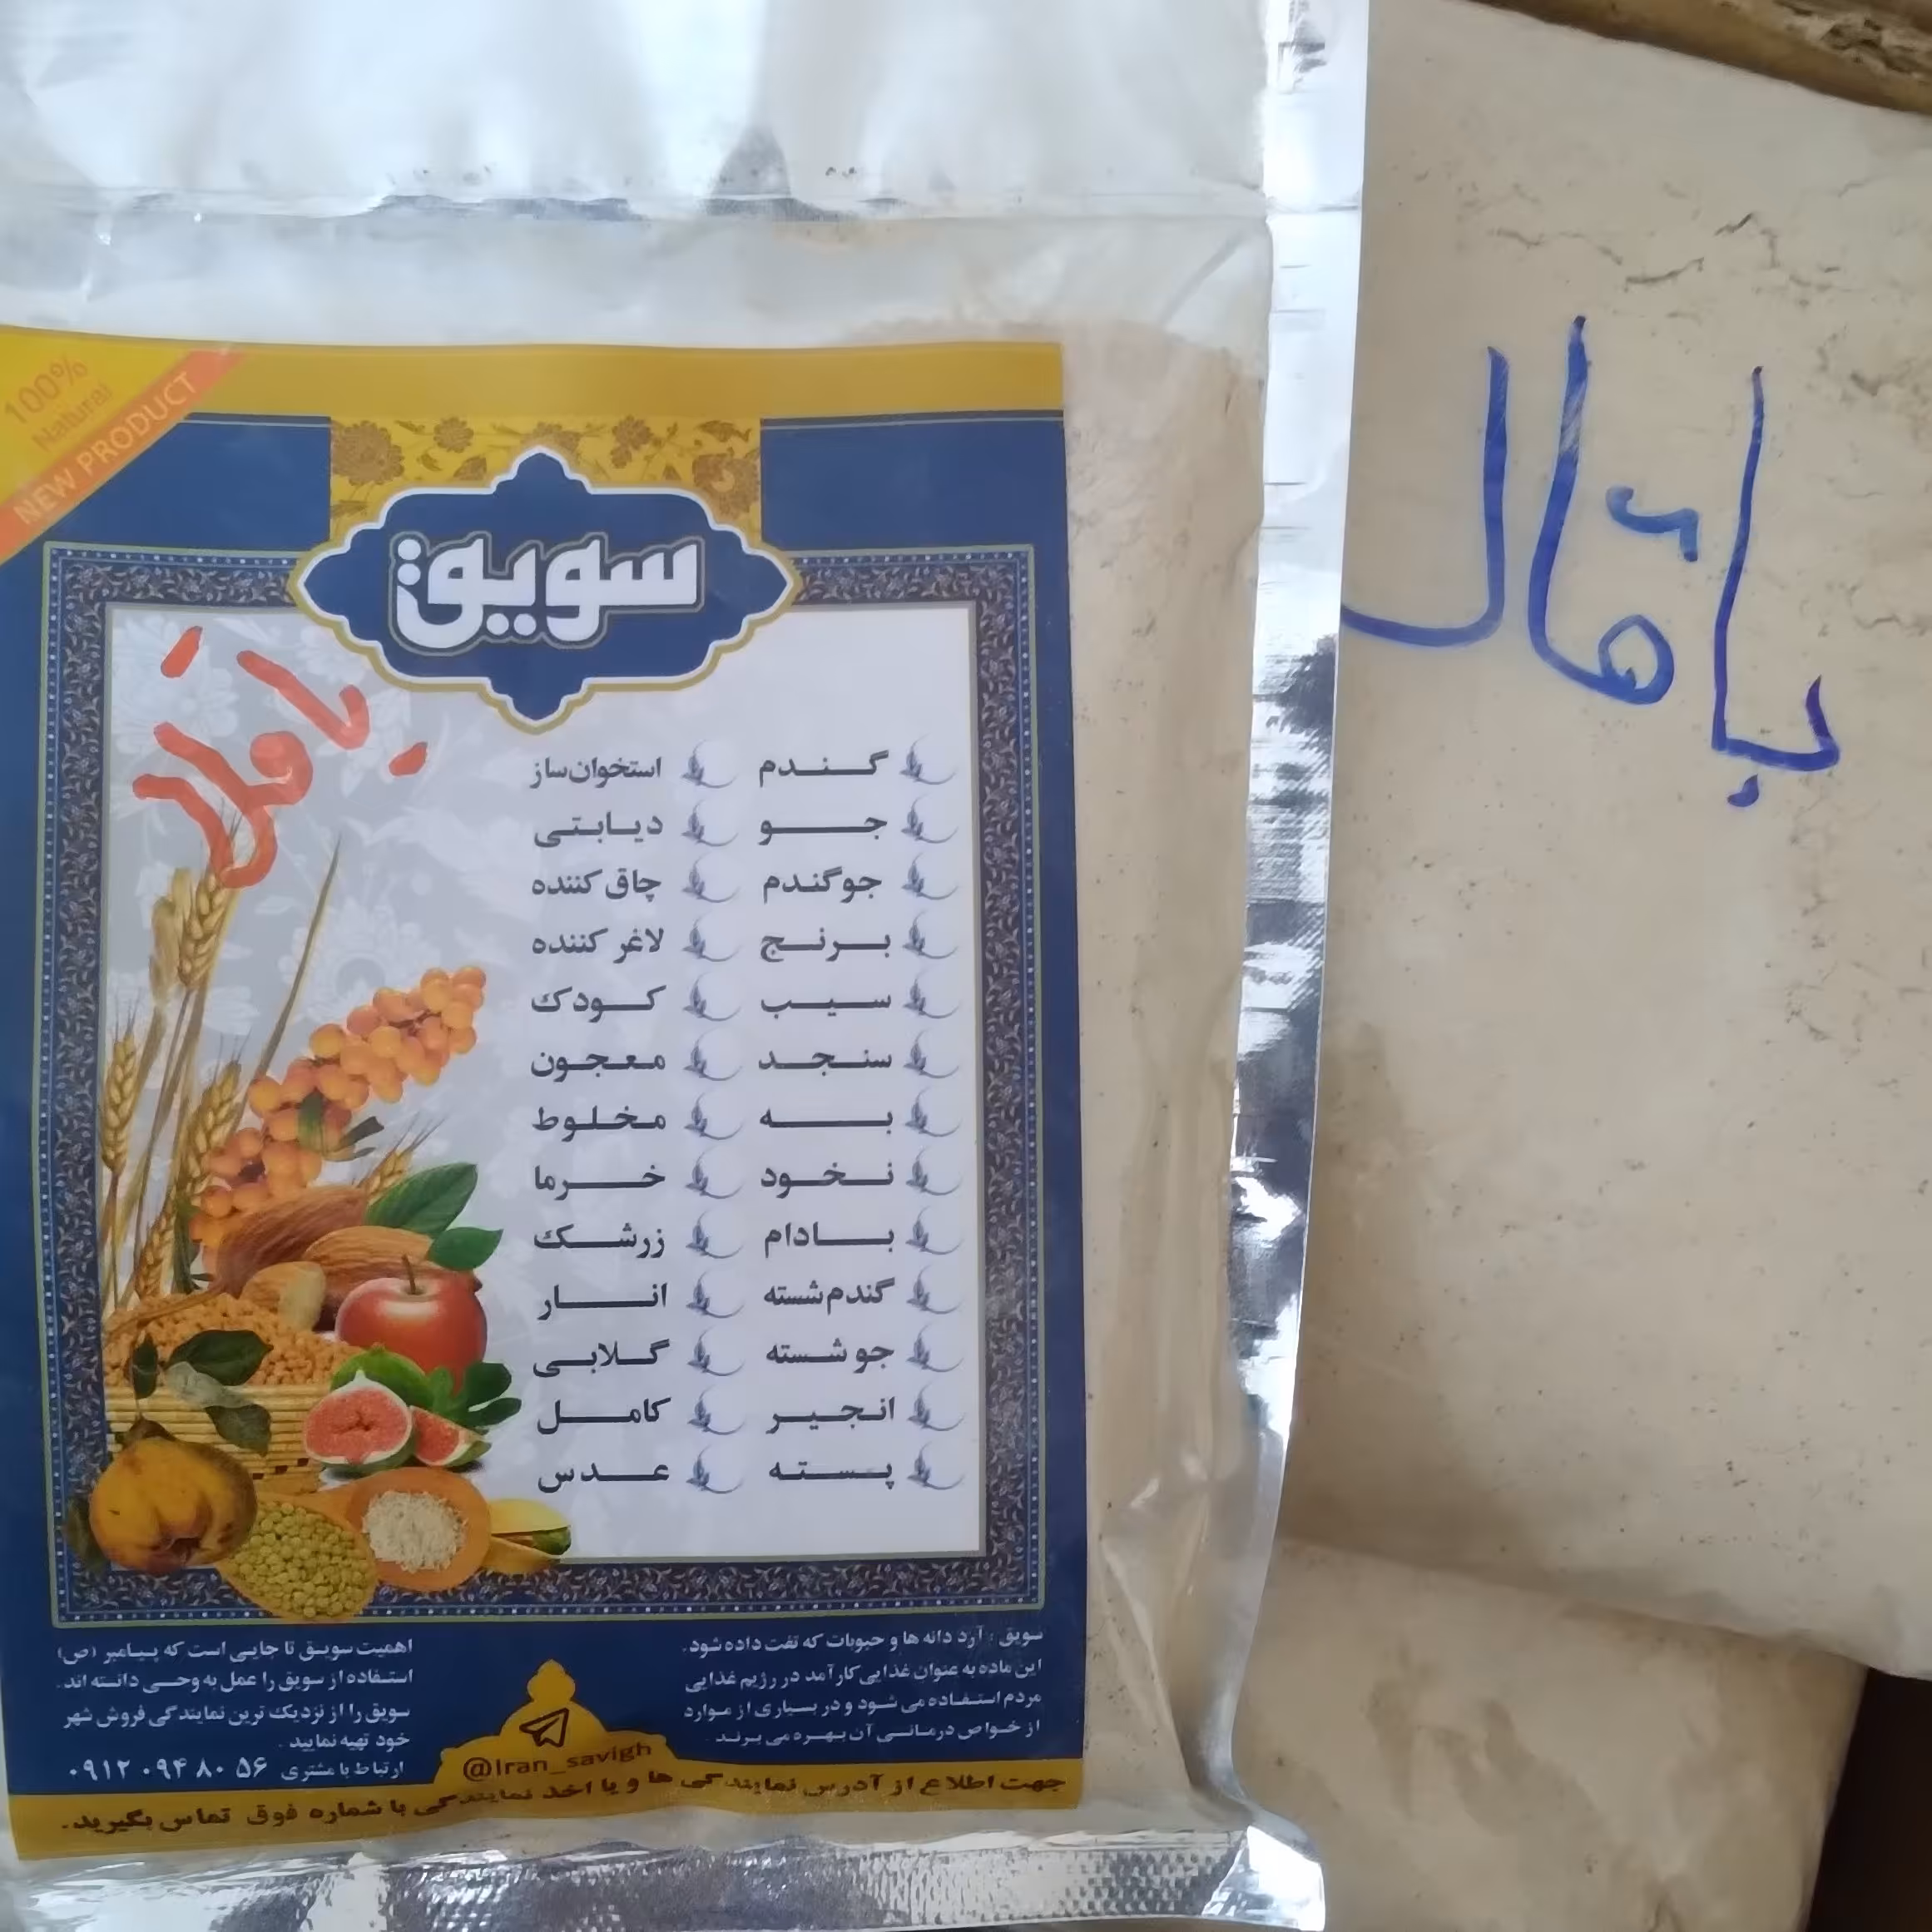 100%
Natural
NEW PRODUCT
سویق
گندم
جو
جوگندم
برنج
سیب
سنجد
به
نخود
بادام
گندم شسته
جو شسته
انجیر
پسته
استخوان‌ساز
دیابتی
چاق کننده
لاغر کننده
کودک
معجون
مخلوط
خرما
زرشک
انار
گلابی
کامل
عدس
سویق : آرد دانه ها و حبوبات که تفت داده شود.
این ماده به عنوان غذایی کارآمد در رژیم غذایی
مردم استفاده می شود و در بسیاری از موارد
از خواص درمانی آن بهره می برند .
اهمیت سویق تا جایی است که پیامبر (ص)
استفاده از سویق را عمل به وحی دانسته اند.
سویق را از نزدیک ترین نمایندگی فروش شهر
خود تهیه نمایید .
ارتباط با مشتری ۰۹۱۲ ۰۹۴ ۸۰ ۵۶
@Iran_savigh
جهت اطلاع از آدرس نمایندگی ها و یا اخذ نمایندگی با شماره فوق تماس بگیرید.